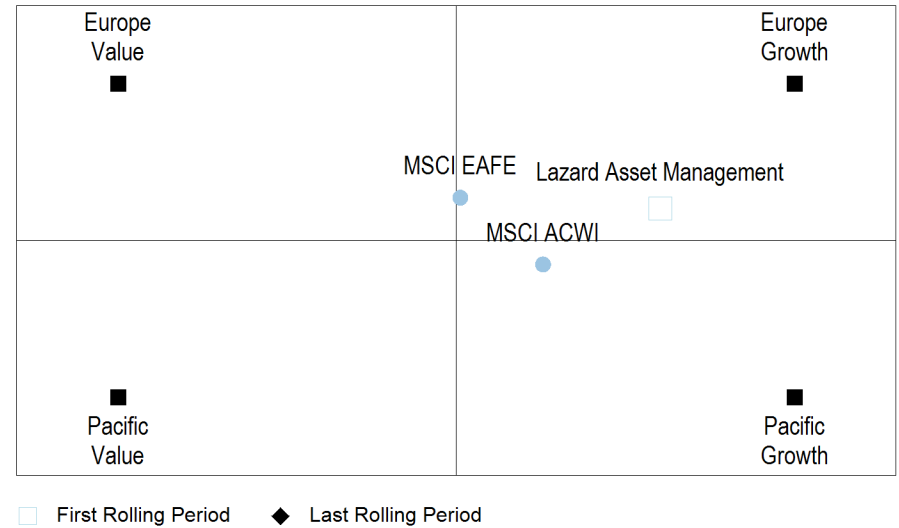 Europe
Value
Europe
Growth
MSCI EAFE
Lazard Asset Management
MSCI ACWI
Pacific
Value
Pacific
Growth
First Rolling Period
Last Rolling Period